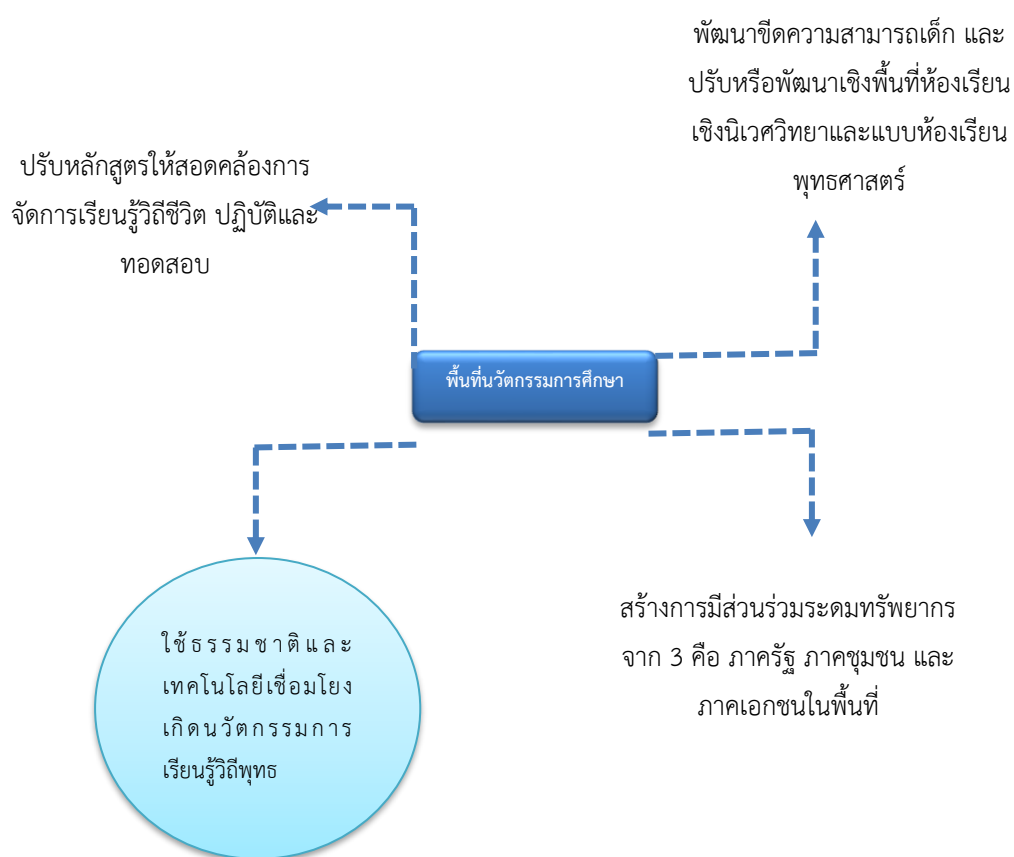 พัฒนาขีดความสามารถเด็ก และ
ปรับหรือพัฒนาเชิงพื้นที่ห้องเรียน
เชิงนิเวศวิทยาและแบบห้องเรียน
พุทธศาสตร์
ปรับหลักสูตรให้สอดคล้องการ
จัดการเรียนรู้วิถีชีวิต ปฏิบัติและ
ทอดสอบ
พื้นที่นวัตกรรมการศึกษา
ใช้ธรรมชาติและ
เทคโนโลยีเชื่อมโยง
เกิดนวัตกรรมการ
เรียนรู้วิถีพุทธ
สร้างการมีส่วนร่วมระดมทรัพยากร
จาก 3 คือ ภาครัฐ ภาคชุมชน และ
ภาคเอกชนในพื้นที่